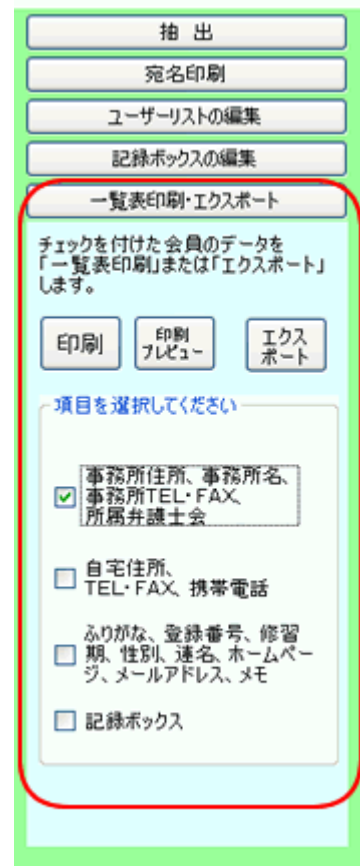 抽 出
宛名印刷
ユーザーリストの編集
記録ボックスの編集
一覧表印刷・エクスポート
チェックを付けた会員のデータを
「一覧表印刷」または「エクスポート」
します。
印刷
印刷
プレビュー
エクス
ポート
項目を選択してください
事務所住所、事務所名、
事務所TEL・FAX、
所属弁護士会
自宅住所、
TEL・FAX、携帯電話
ふりがな、登録番号、修習
期、性別、連名、ホームペー
ジ、メールアドレス、メモ
記録ボックス